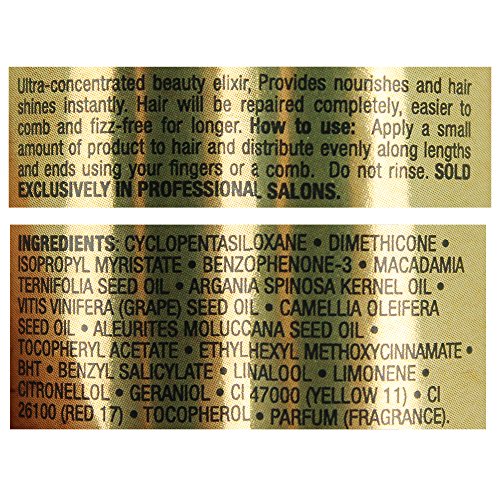 Ultra-concentrated beauty elixir, Provides nourishes and hair
shines instantly. Hair will be repaired completely, easier to
comb and fizz-free for longer. How to use: Apply a small
amount of product to hair and distribute evenly along lengths
and ends using your fingers or a comb. Do not rinse. SOLD
EXCLUSIVELY IN PROFESSIONAL SALONS.
INGREDIENTS: CYCLOPENTASILOXANE • DIMETHICONE •
ISOPROPYL MYRISTATE • BENZOPHENONE-3 • MACADAMIA
TERNIFOLIA SEED OIL • ARGANIA SPINOSA KERNEL OIL •
VITIS VINIFERA (GRAPE) SEED OIL • CAMELLIA OLEIFERA
SEED OIL • ALEURITES MOLUCCANA SEED OIL •
TOCOPHERYL ACETATE • ETHYLHEXYL METHOXYCINNAMATE •
BHT • BENZYL SALICYLATE • LINALOOL • LIMONENE •
CITRONELLOL • GERANIOL • CI 47000 (YELLOW 11) • CI
26100 (RED 17) • TOCOPHEROL • PARFUM (FRAGRANCE).